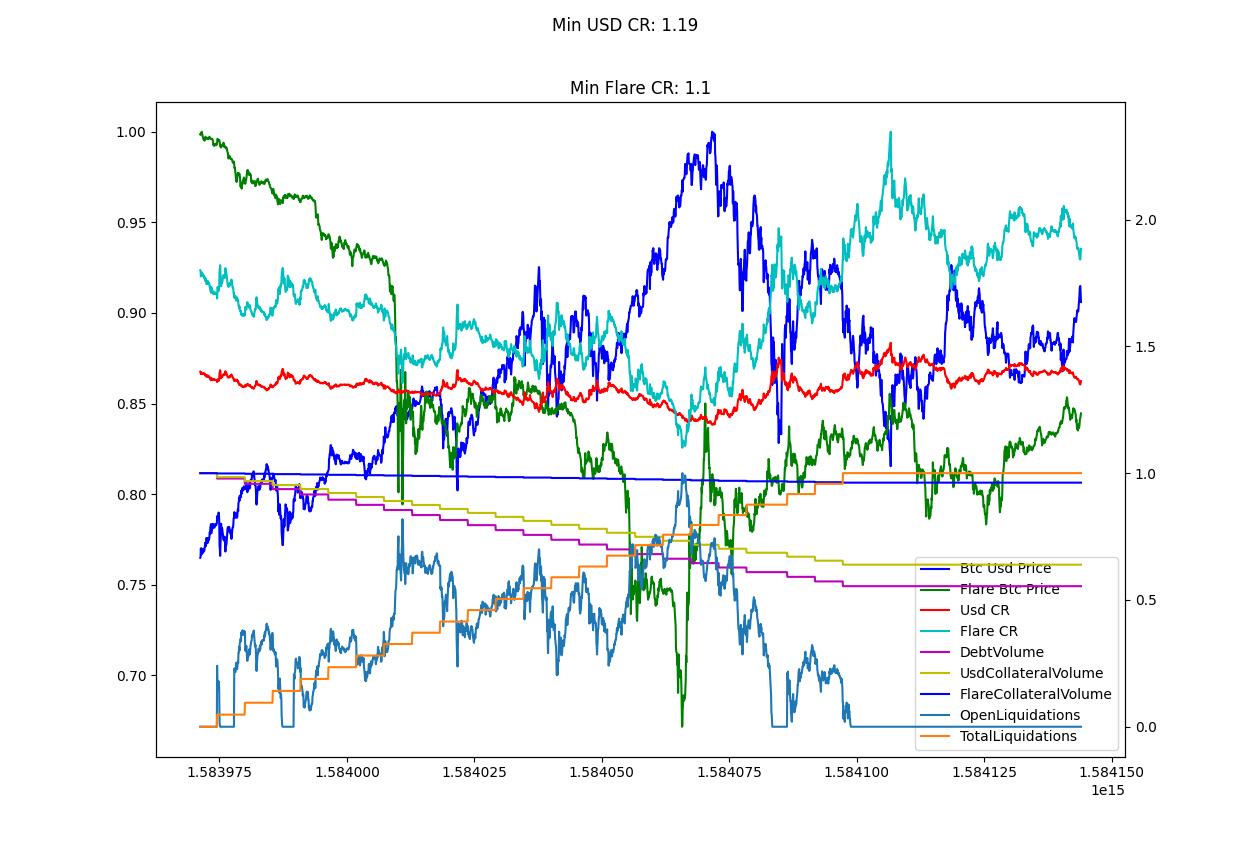 Min USD CR: 1.19
Min Flare CR: 1.1
1.00
0.95
0.90
0.85
0.80
0.75
0.70
2.0
1.5
1.0
0.5
0.0
Btc Usd Price
Flare Btc Price
Usd CR
Flare CR
DebtVolume
UsdCollateralVolume
FlareCollateralVolume
OpenLiquidations
TotalLiquidations
1.583975 1.584000 1.584025 1.584050 1.584075 1.584100 1.584125 1.584150
1e15